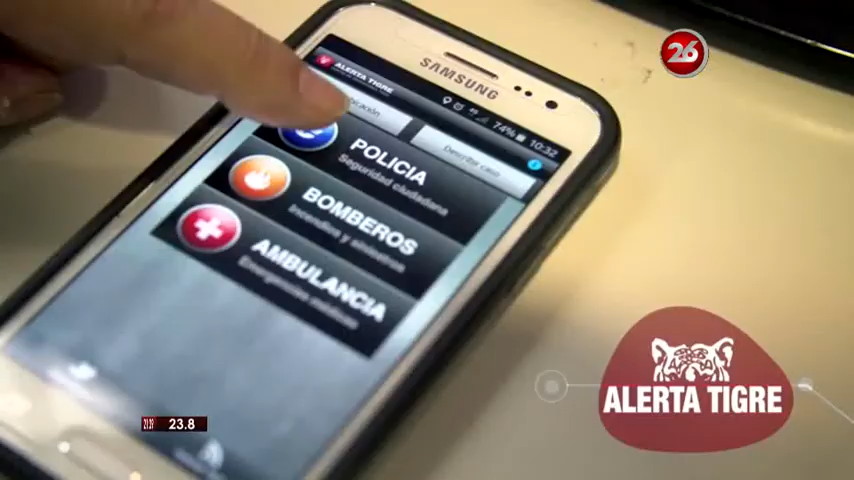 26
SAMSUNG
ALERTA TIGRE
74% 10:32
Describir caso
POLICIA
Seguridad ciudadana
BOMBEROS
Incendios y siniestros
AMBULANCIA
Emergencias médicas
ALERTA TIGRE
23.8